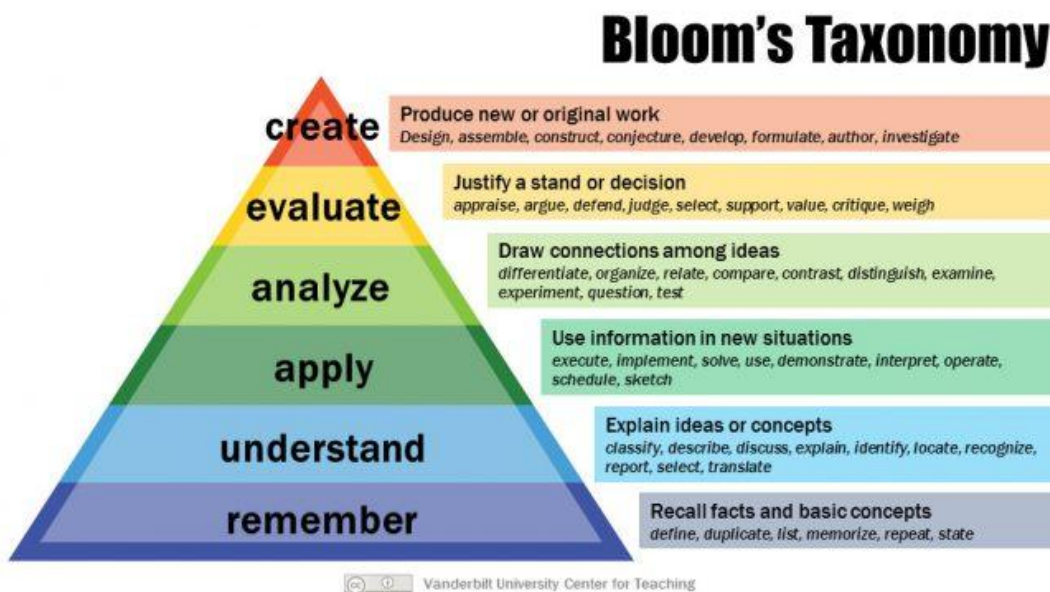 Bloom's Taxonomy
create
Produce new or original work
Design, assemble, construct, conjecture, develop, formulate, author, investigate
evaluate
Justify a stand or decision
appraise, argue, defend, judge, select, support, value, critique, weigh
analyze
Draw connections among ideas
differentiate, organize, relate, compare, contrast, distinguish, examine,
experiment, question, test
apply
Use information in new situations
execute, implement, solve, use, demonstrate, interpret, operate,
schedule, sketch
understand
Explain ideas or concepts
classify, describe, discuss, explain, identify, locate, recognize,
report, select, translate
remember
Recall facts and basic concepts
define, duplicate, list, memorize, repeat, state
cc Vanderbilt University Center for Teaching